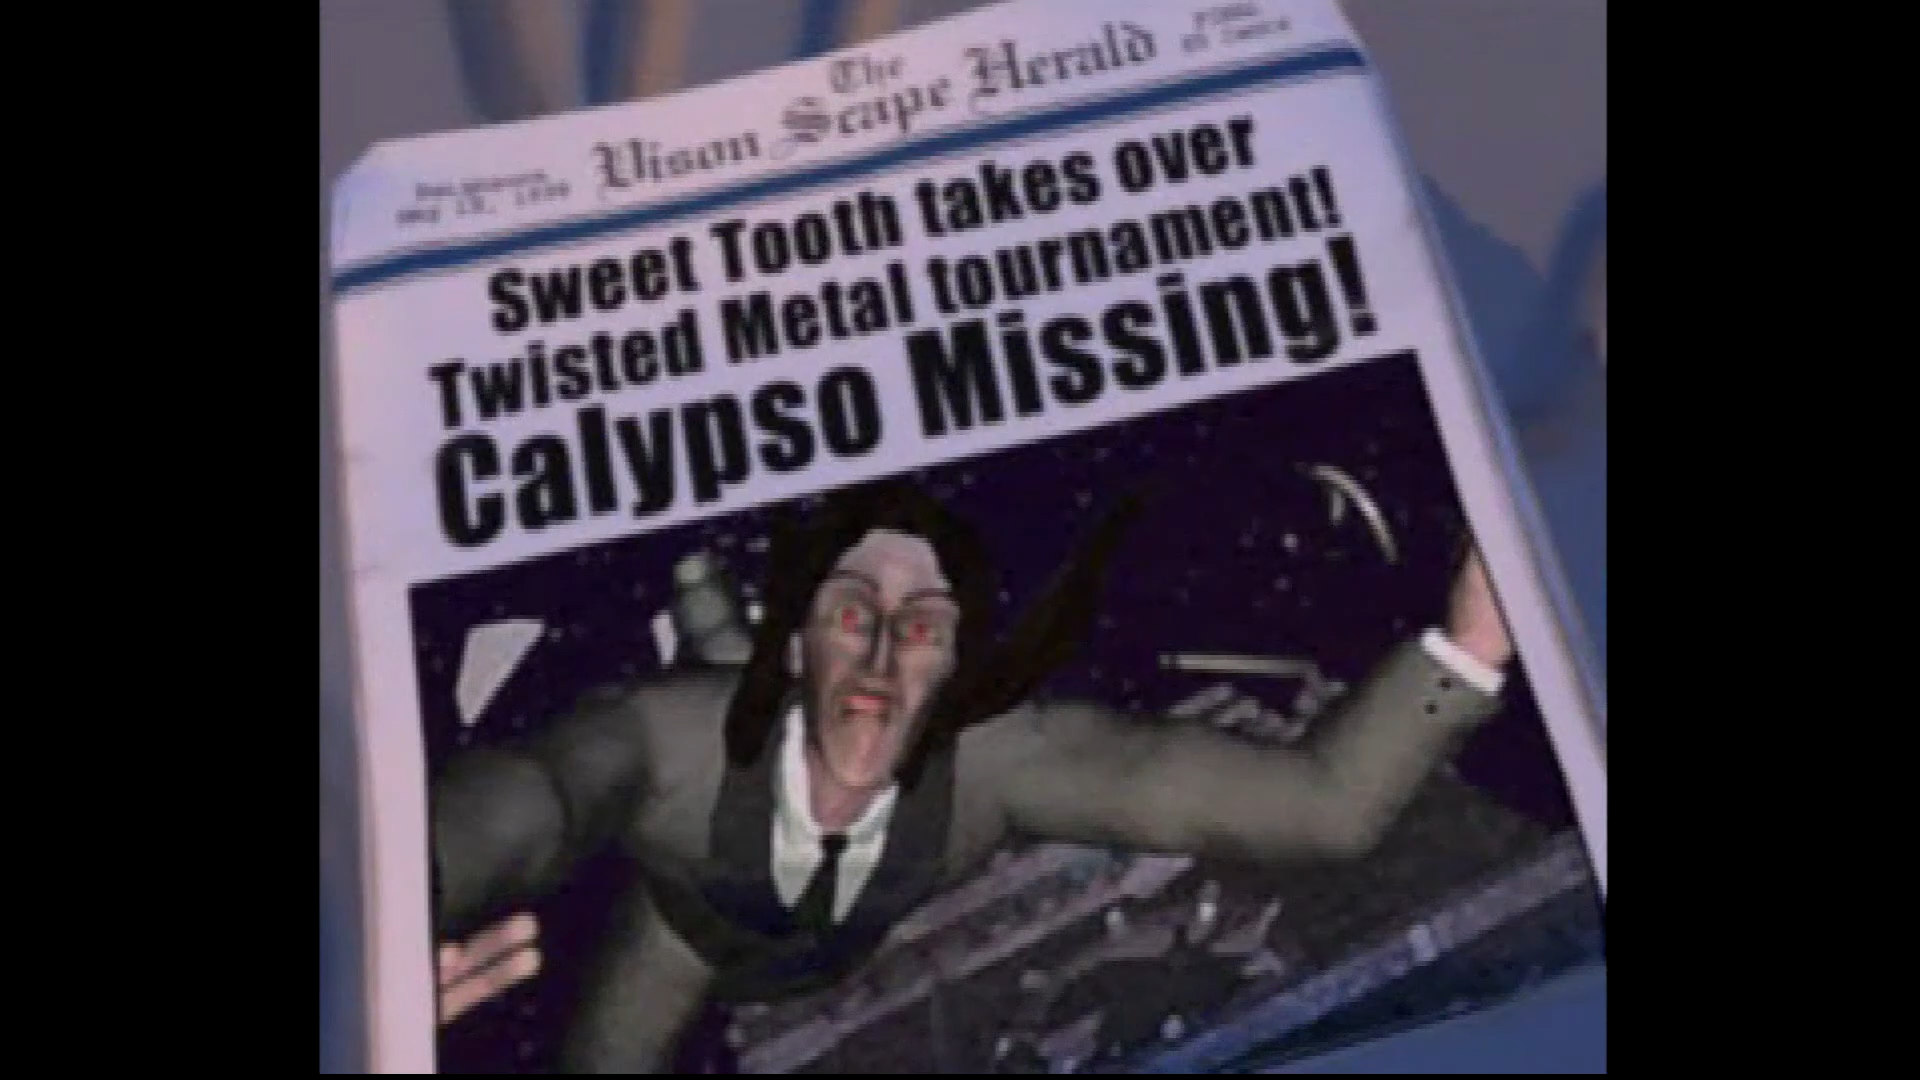 The
Vison Scape Herald
Sweet Tooth takes over
Twisted Metal tournament!
Calypso Missing!